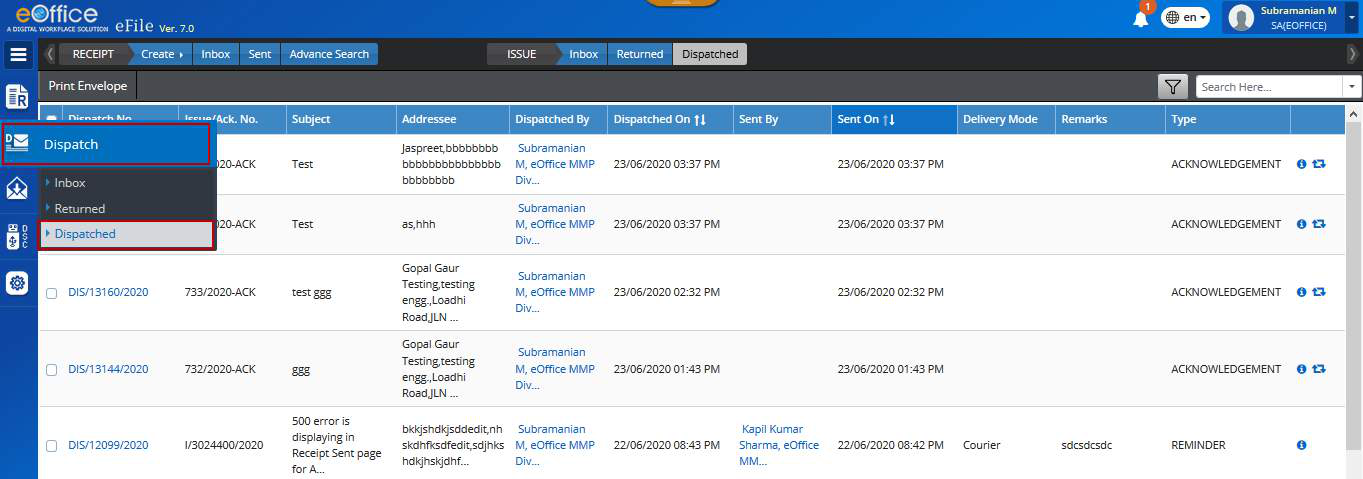 eOffice
A DIGITAL WORKPLACE SOLUTION
eFile Ver. 7.0
1
en
Subramanian M
SA(EOFFICE)
RECEIPT Create Inbox Sent Advance Search ISSUE Inbox Returned Dispatched
Print Envelope
Search Here...
Dispatch No. Issue/Ack. No. Subject Addressee Dispatched By Dispatched On Sent By Sent On Delivery Mode Remarks Type
Dispatch
Inbox
Returned
Dispatched
R
D
DSC
/2020-ACK Test
Jaspreet,bbbbbbbb
bbbbbbbbbbbbbbb
bbbbbbbb
Subramanian
M, eOffice MMP
Div...
23/06/2020 03:37 PM 23/06/2020 03:37 PM ACKNOWLEDGEMENT
/2020-ACK Test as,hhh
Subramanian
M, eOffice MMP
Div...
23/06/2020 03:37 PM 23/06/2020 03:37 PM ACKNOWLEDGEMENT
DIS/13160/2020 733/2020-ACK test ggg
Gopal Gaur
Testing,testing
engg.,Loadhi
Road,JLN ...
Subramanian
M, eOffice MMP
Div...
23/06/2020 02:32 PM 23/06/2020 02:32 PM ACKNOWLEDGEMENT
DIS/13144/2020 732/2020-ACK ggg
Gopal Gaur
Testing,testing
engg.,Loadhi
Road,JLN ...
Subramanian
M, eOffice MMP
Div...
23/06/2020 01:43 PM 23/06/2020 01:43 PM ACKNOWLEDGEMENT
DIS/12099/2020 I/3024400/2020
500 error is
displaying in
Receipt Sent page
for A...
bkkjshdkjsddedit,nh
skdhfksdfedit,sdjhks
hdkjhskjdhf...
Subramanian
M, eOffice MMP
Div...
22/06/2020 08:43 PM
Kapil Kumar
Sharma, eOffice
MM...
22/06/2020 08:42 PM Courier sdcsdcsdc REMINDER